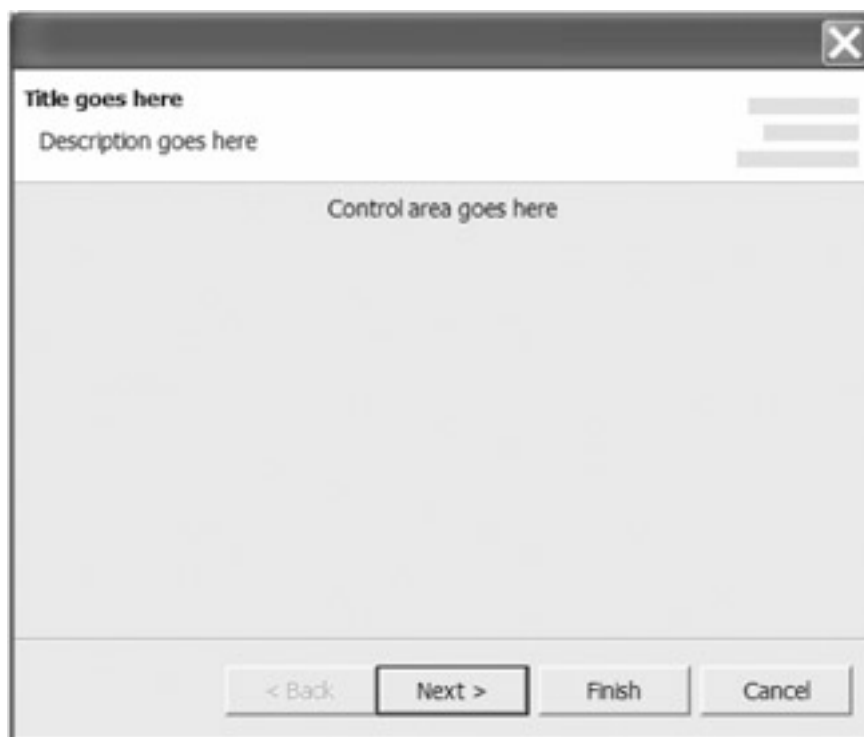 Title goes here
Description goes here
Control area goes here
< Back Next > Finish Cancel